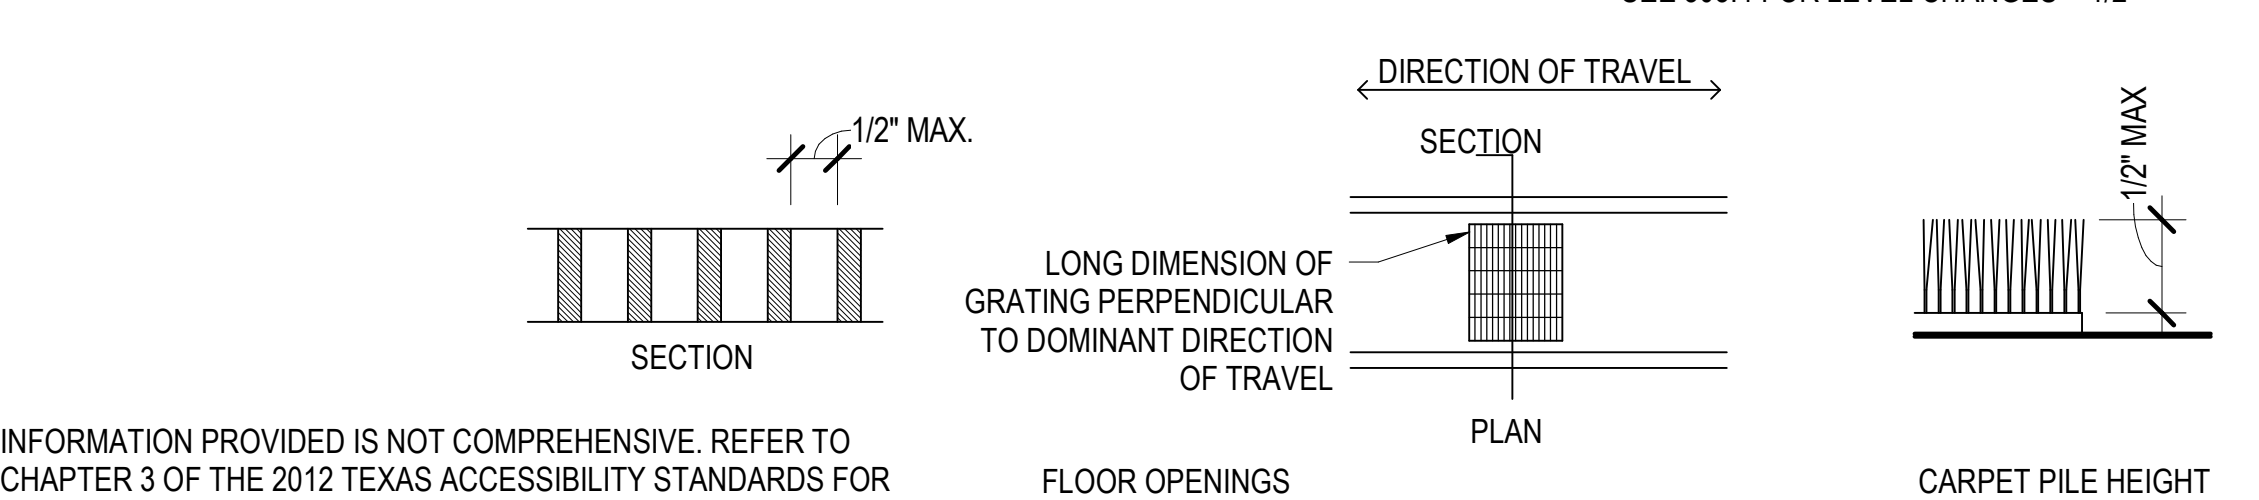 DIRECTION OF TRAVEL
1/2" MAX.
SECTION
1/2" MAX
LONG DIMENSION OF
GRATING PERPENDICULAR
TO DOMINANT DIRECTION
OF TRAVEL
SECTION
PLAN
INFORMATION PROVIDED IS NOT COMPREHENSIVE. REFER TO
CHAPTER 3 OF THE 2012 TEXAS ACCESSIBILITY STANDARDS FOR
FLOOR OPENINGS
CARPET PILE HEIGHT